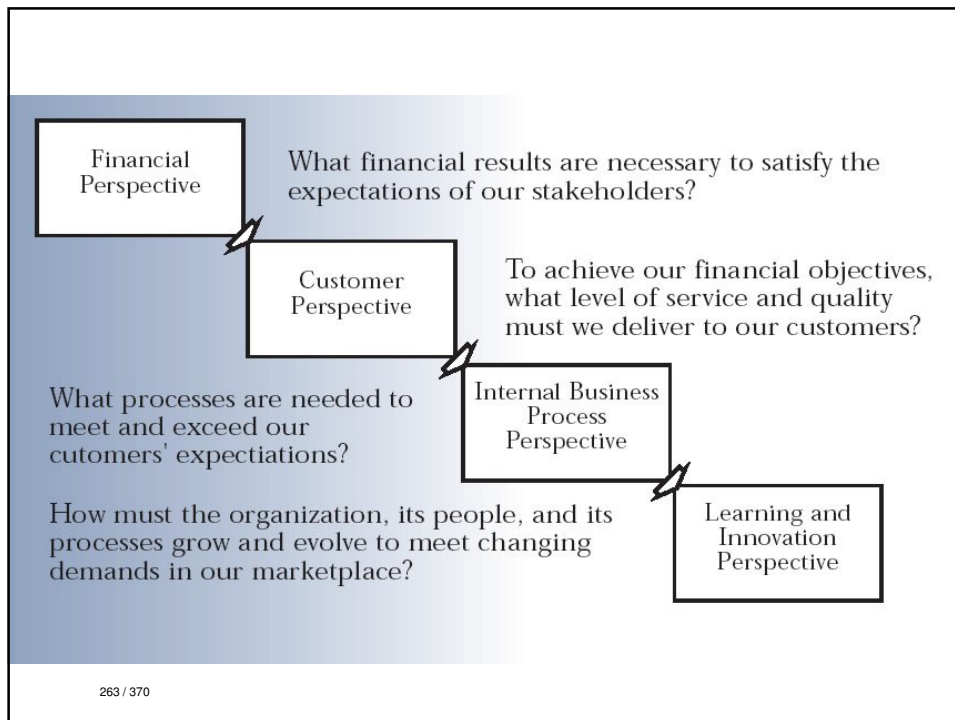 Financial
Perspective
What financial results are necessary to satisfy the
expectations of our stakeholders?
Customer
Perspective
To achieve our financial objectives,
what level of service and quality
must we deliver to our customers?
Internal Business
Process
Perspective
What processes are needed to
meet and exceed our
cutomers' expectiations?
Learning and
Innovation
Perspective
How must the organization, its people, and its
processes grow and evolve to meet changing
demands in our marketplace?
263 / 370